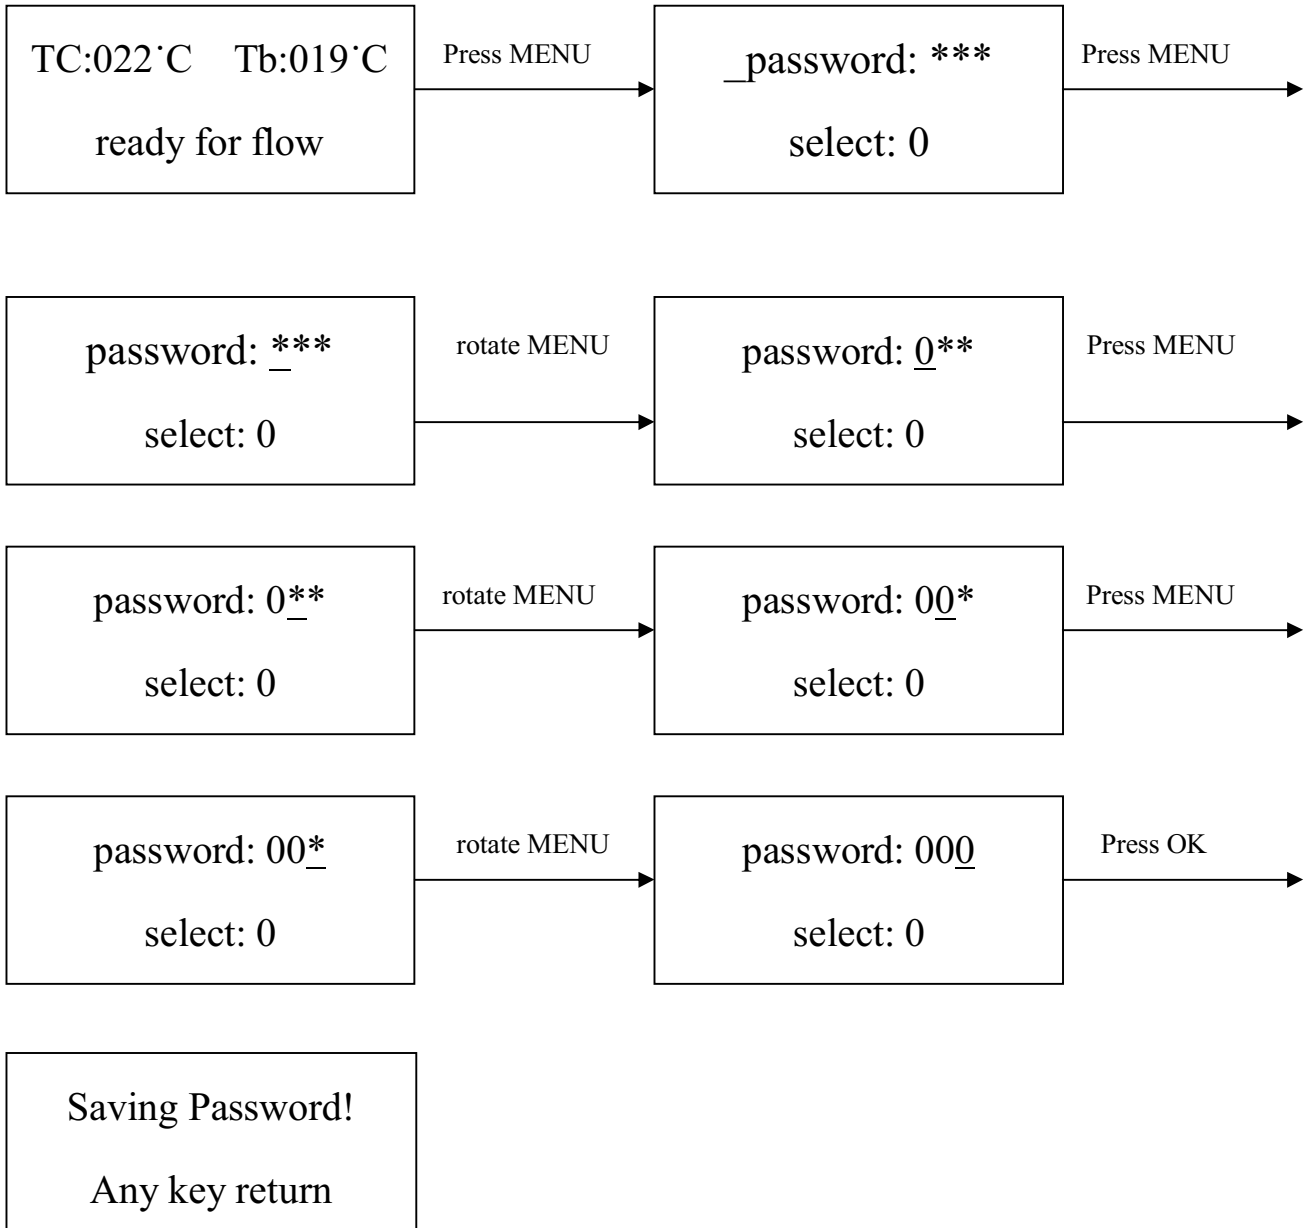 TC:022˙C Tb:019˙C
ready for flow
Press MENU
_password: ***
select: 0
Press MENU
password: ***
select: 0
rotate MENU
password: 0**
select: 0
Press MENU
password: 0**
select: 0
rotate MENU
password: 00*
select: 0
Press MENU
password: 00*
select: 0
rotate MENU
password: 000
select: 0
Press OK
Saving Password!
Any key return